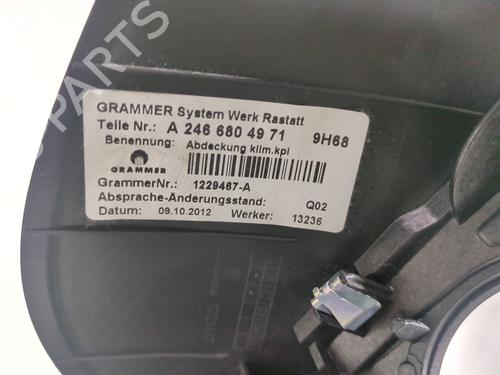 GRAMMER System Werk Rastatt
Teile Nr.: A 246 680 49 71 9H68
Benennung: Abdeckung klim.kpl
GRAMMER
GrammerNr.: 1229467-A
Absprache-Änderungsstand: Q02
Datum: 09.10.2012 Werker: 13236